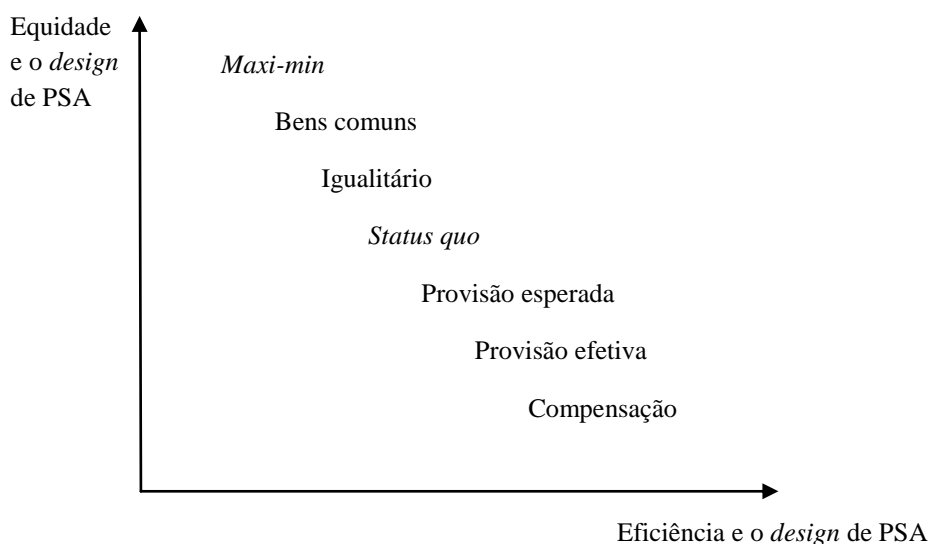 Equidade
e o design
de PSA
Maxi-min
Bens comuns
Igualitário
Status quo
Provisão esperada
Provisão efetiva
Compensação
Eficiência e o design de PSA